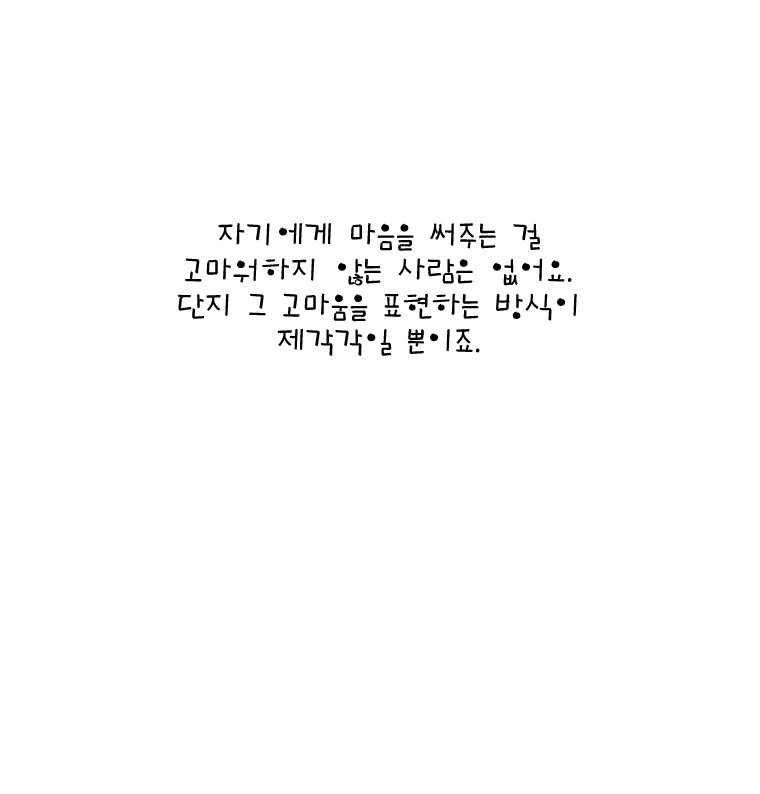 자기에게 마음을 써주는 걸
고마워하지 않는 사람은 없어요.
단지 그 고마움을 표현하는 방식이
제각각일 뿐이죠.